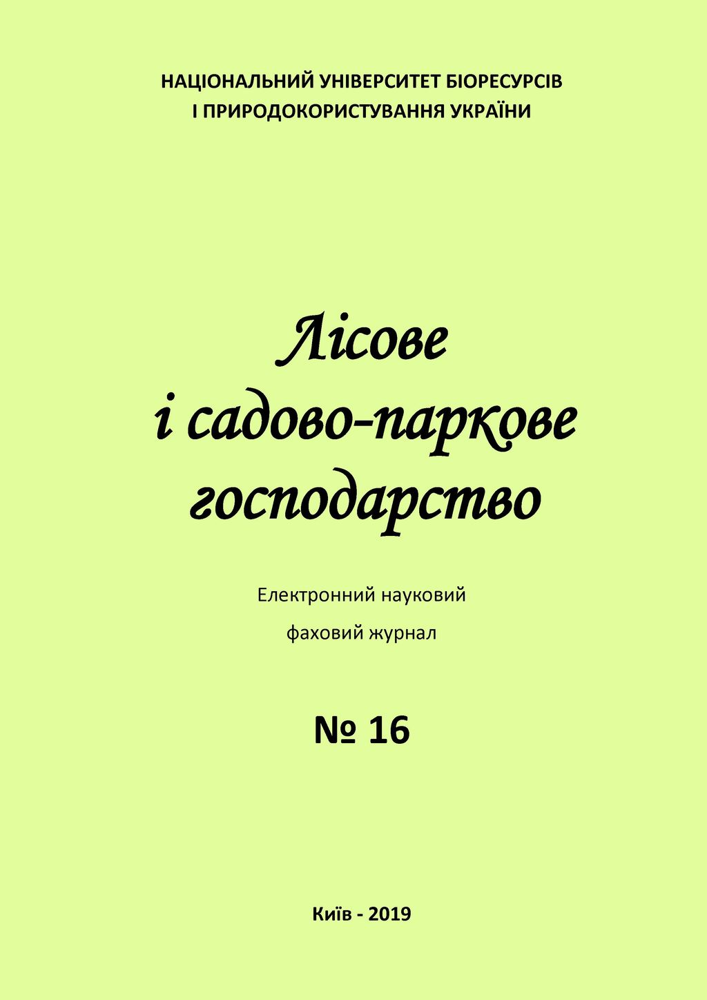 НАЦІОНАЛЬНИЙ УНІВЕРСИТЕТ БІОРЕСУРСІВ
І ПРИРОДОКОРИСТУВАННЯ УКРАЇНИ
Лісове
і садово-паркове
господарство
Електронний науковий
фаховий журнал
№ 16
Київ - 2019